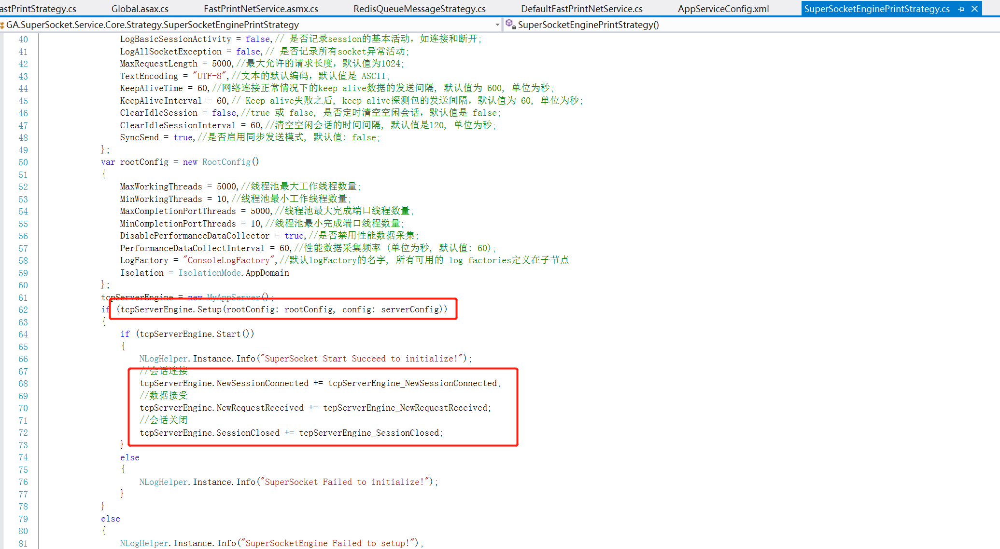 astPrintStrategy.cs Global.asax.cs FastPrintNetService.asmx.cs RedisQueueMessageStrategy.cs DefaultFastPrintNetService.cs AppServiceConfig.xml SuperSocketEnginePrintStrategy.cs
GA.SuperSocket.Service.Core.Strategy.SuperSocketEnginePrintStrategy SuperSocketEnginePrintStrategy()
40 LogBasicSessionActivity = false,// 是否记录session的基本活动，如连接和断开;
41 LogAllSocketException = false,// 是否记录所有socket异常活动;
42 MaxRequestLength = 5000,//最大允许的请求长度，默认值为1024;
43 TextEncoding = "UTF-8",//文本的默认编码，默认值是 ASCII;
44 KeepAliveTime = 60,//网络连接正常情况下的keep alive数据的发送间隔, 默认值为 600, 单位为秒;
45 KeepAliveInterval = 60,// Keep alive失败之后, keep alive探测包的发送间隔，默认值为 60, 单位为秒;
46 ClearIdleSession = false,//true 或 false, 是否定时清空空闲会话，默认值是 false;
47 ClearIdleSessionInterval = 60,//清空空闲会话的时间间隔, 默认值是120, 单位为秒;
48 SyncSend = true,//是否启用同步发送模式, 默认值: false;
49 };
50 var rootConfig = new RootConfig()
51 {
52 MaxWorkingThreads = 5000,//线程池最大工作线程数量;
53 MinWorkingThreads = 10,//线程池最小工作线程数量;
54 MaxCompletionPortThreads = 5000,//线程池最大完成端口线程数量;
55 MinCompletionPortThreads = 10,//线程池最小完成端口线程数量;
56 DisablePerformanceDataCollector = true,//是否禁用性能数据采集;
57 PerformanceDataCollectInterval = 60,//性能数据采集频率 (单位为秒, 默认值: 60);
58 LogFactory = "ConsoleLogFactory",//默认logFactory的名字, 所有可用的 log factories定义在子节点
59 Isolation = IsolationMode.AppDomain
60 };
61 tcpServerEngine = new MyAppServer();
62 if (tcpServerEngine.Setup(rootConfig: rootConfig, config: serverConfig))
63 {
64 if (tcpServerEngine.Start())
65 {
66 NLogHelper.Instance.Info("SuperSocket Start Succeed to initialize!");
67 //会话连接
68 tcpServerEngine.NewSessionConnected += tcpServerEngine_NewSessionConnected;
69 //数据接受
70 tcpServerEngine.NewRequestReceived += tcpServerEngine_NewRequestReceived;
71 //会话关闭
72 tcpServerEngine.SessionClosed += tcpServerEngine_SessionClosed;
73 }
74 else
75 {
76 NLogHelper.Instance.Info("SuperSocket Failed to initialize!");
77 }
78 }
79 else
80 {
81 NLogHelper.Instance.Info("SuperSocketEngine Failed to setup!");